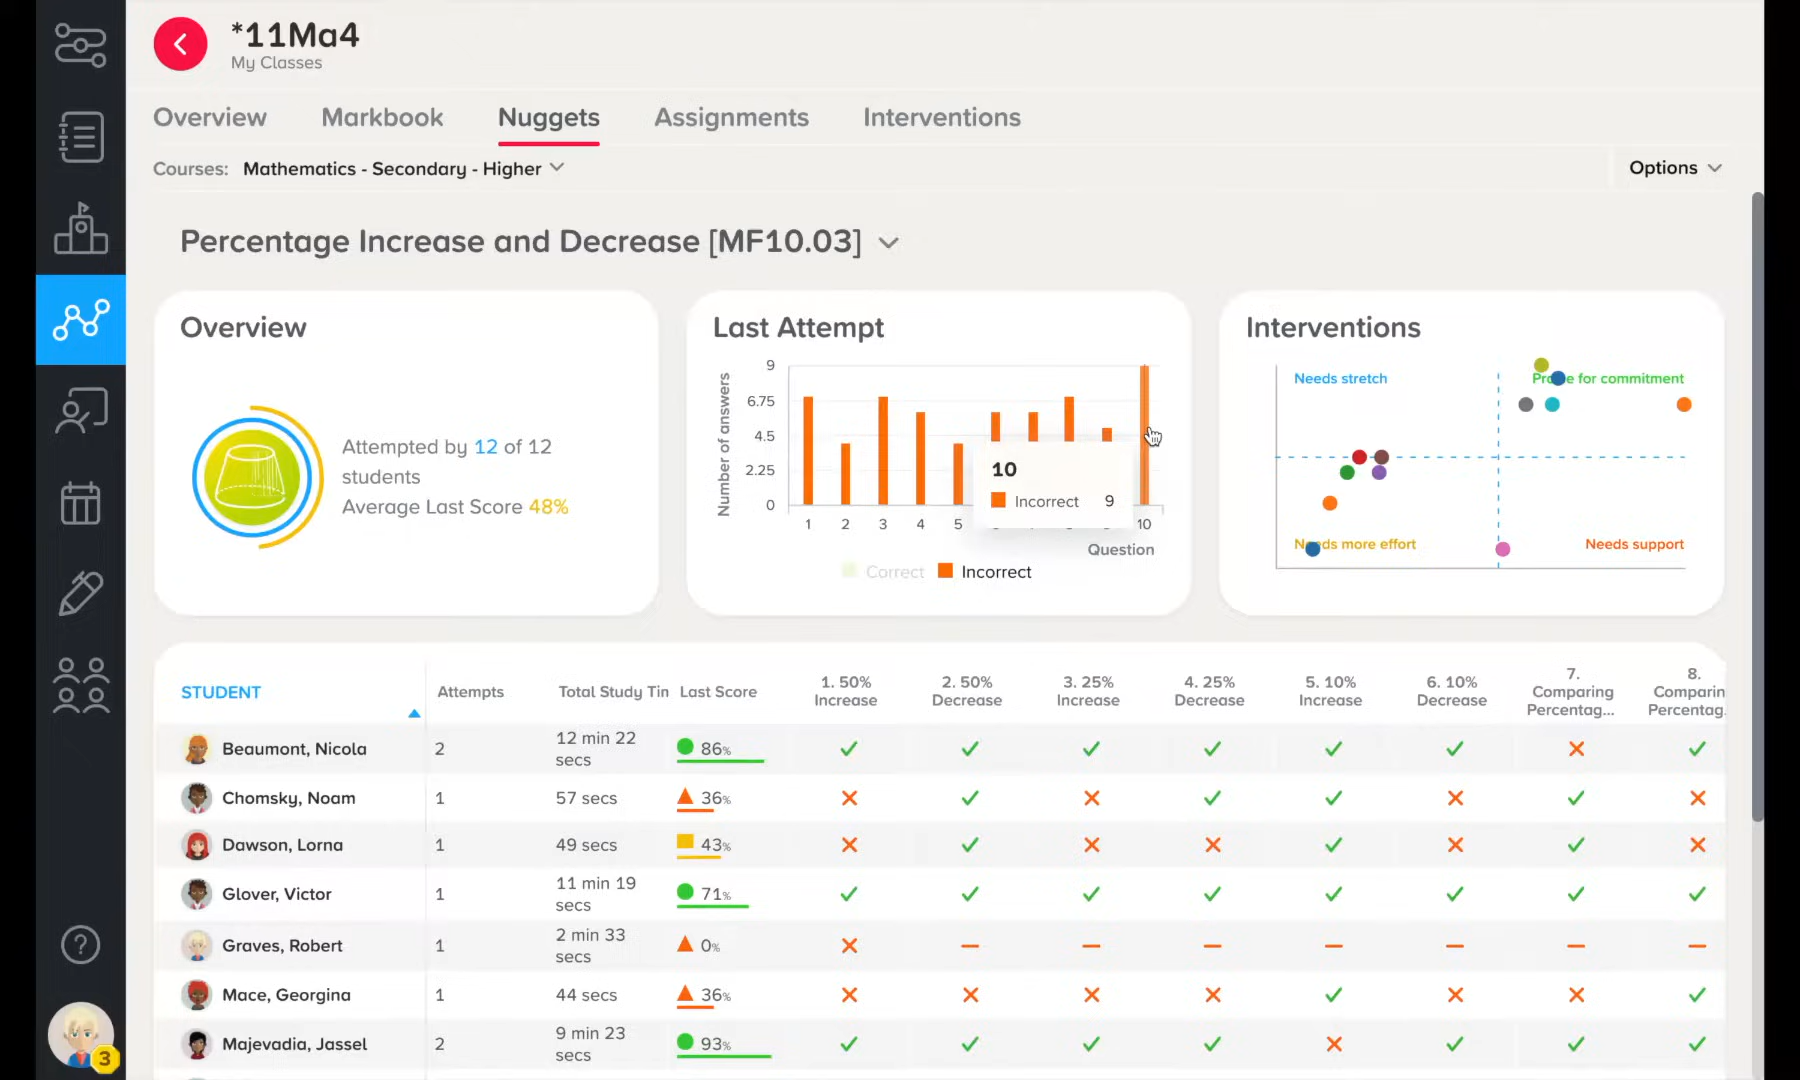 *11Ma4
My Classes
Overview Markbook Nuggets Assignments Interventions
Courses: Mathematics - Secondary - Higher
Options
Percentage Increase and Decrease [MF10.03]
Overview
Attempted by 12 of 12
students
Average Last Score 48%
Last Attempt
Number of answers
9
6.75
4.5
2.25
0
1 2 3 4 5 10
10
Incorrect 9
Question
Correct Incorrect
Interventions
Needs stretch
for commitment
Needs more effort
Needs support
STUDENT Attempts Total Study Tin Last Score 1. 50% Increase 2. 50% Decrease 3. 25% Increase 4. 25% Decrease 5. 10% Increase 6. 10% Decrease 7. Comparing Percentag... 8. Comparin Percentag.
Beaumont, Nicola 2 12 min 22 secs 86%
Chomsky, Noam 1 57 secs 36%
Dawson, Lorna 1 49 secs 43%
Glover, Victor 1 11 min 19 secs 71%
Graves, Robert 1 2 min 33 secs 0%
Mace, Georgina 1 44 secs 36%
Majevadia, Jassel 2 9 min 23 secs 93%
3